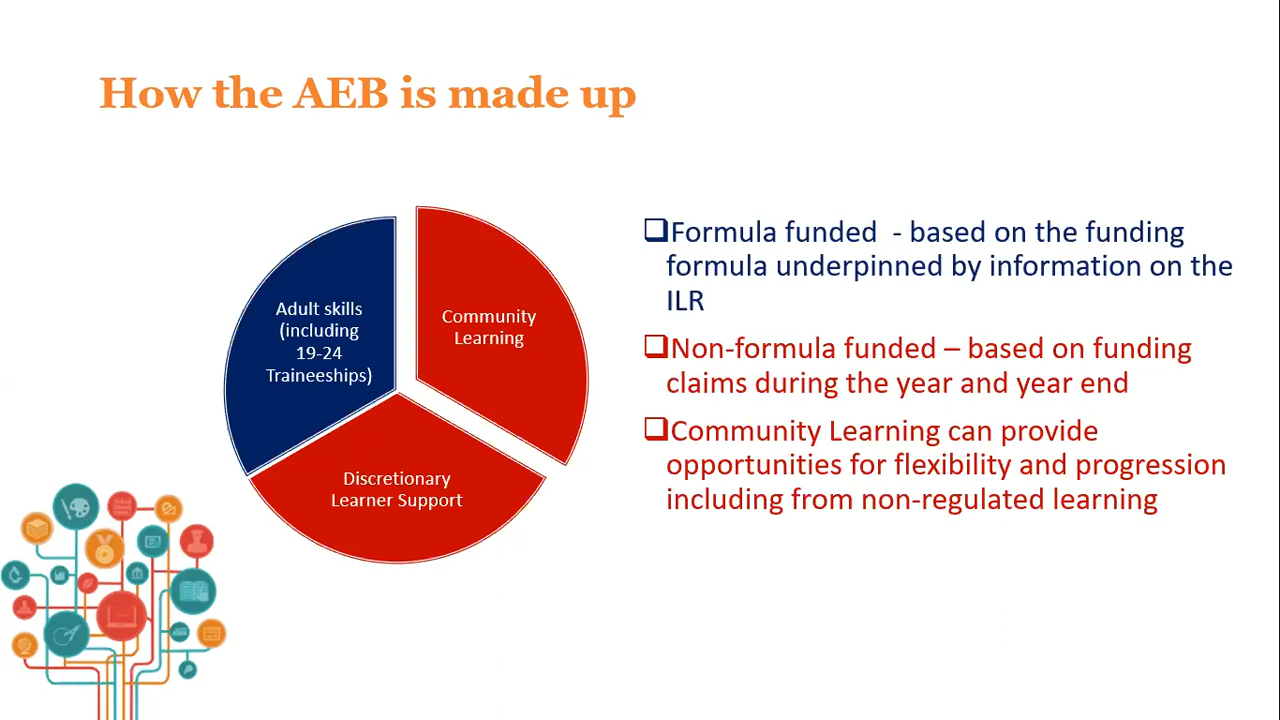 How the AEB is made up
Adult skills
(including
19-24
Traineeships)
Community
Learning
Discretionary
Learner Support
Formula funded  - based on the funding
formula underpinned by information on the
ILR
Non-formula funded – based on funding
claims during the year and year end
Community Learning can provide
opportunities for flexibility and progression
including from non-regulated learning